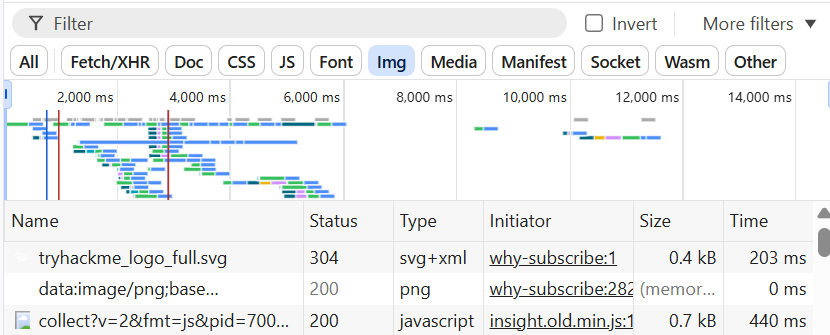 Filter Invert More filters ▼
All Fetch/XHR Doc CSS JS Font Img Media Manifest Socket Wasm Other
2,000 ms 4,000 ms 6,000 ms 8,000 ms 10,000 ms 12,000 ms 14,000 ms
Name Status Type Initiator Size Time
tryhackme_logo_full.svg 304 svg+xml why-subscribe:1 0.4 kB 203 ms
data:image/png;base... 200 png why-subscribe:282 (memor... 0 ms
collect?v=2&fmt=js&pid=700... 200 javascript insight.old.min.js:1 0.7 kB 440 ms